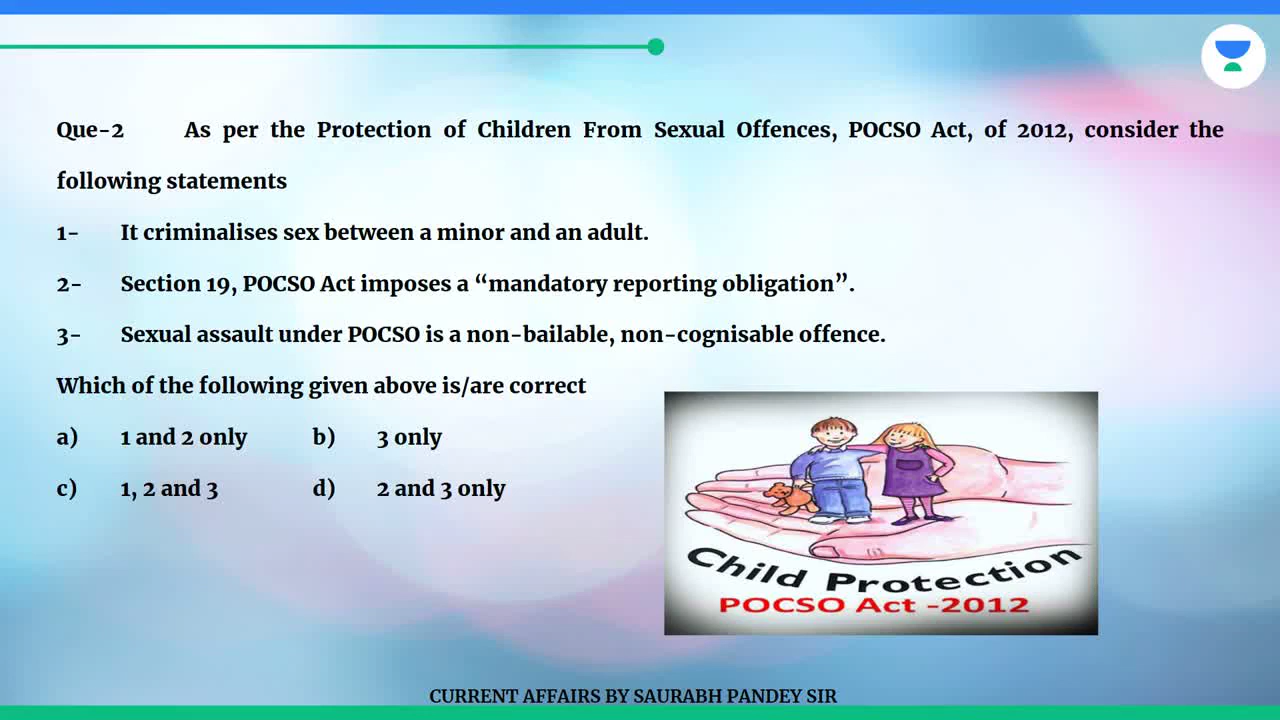 Que-2 As per the Protection of Children From Sexual Offences, POCSO Act, of 2012, consider the
following statements
1- It criminalises sex between a minor and an adult.
2- Section 19, POCSO Act imposes a “mandatory reporting obligation”.
3- Sexual assault under POCSO is a non-bailable, non-cognisable offence.
Which of the following given above is/are correct
a) 1 and 2 only b) 3 only
c) 1, 2 and 3 d) 2 and 3 only
Child Protection
POCSO Act -2012
CURRENT AFFAIRS BY SAURABH PANDEY SIR